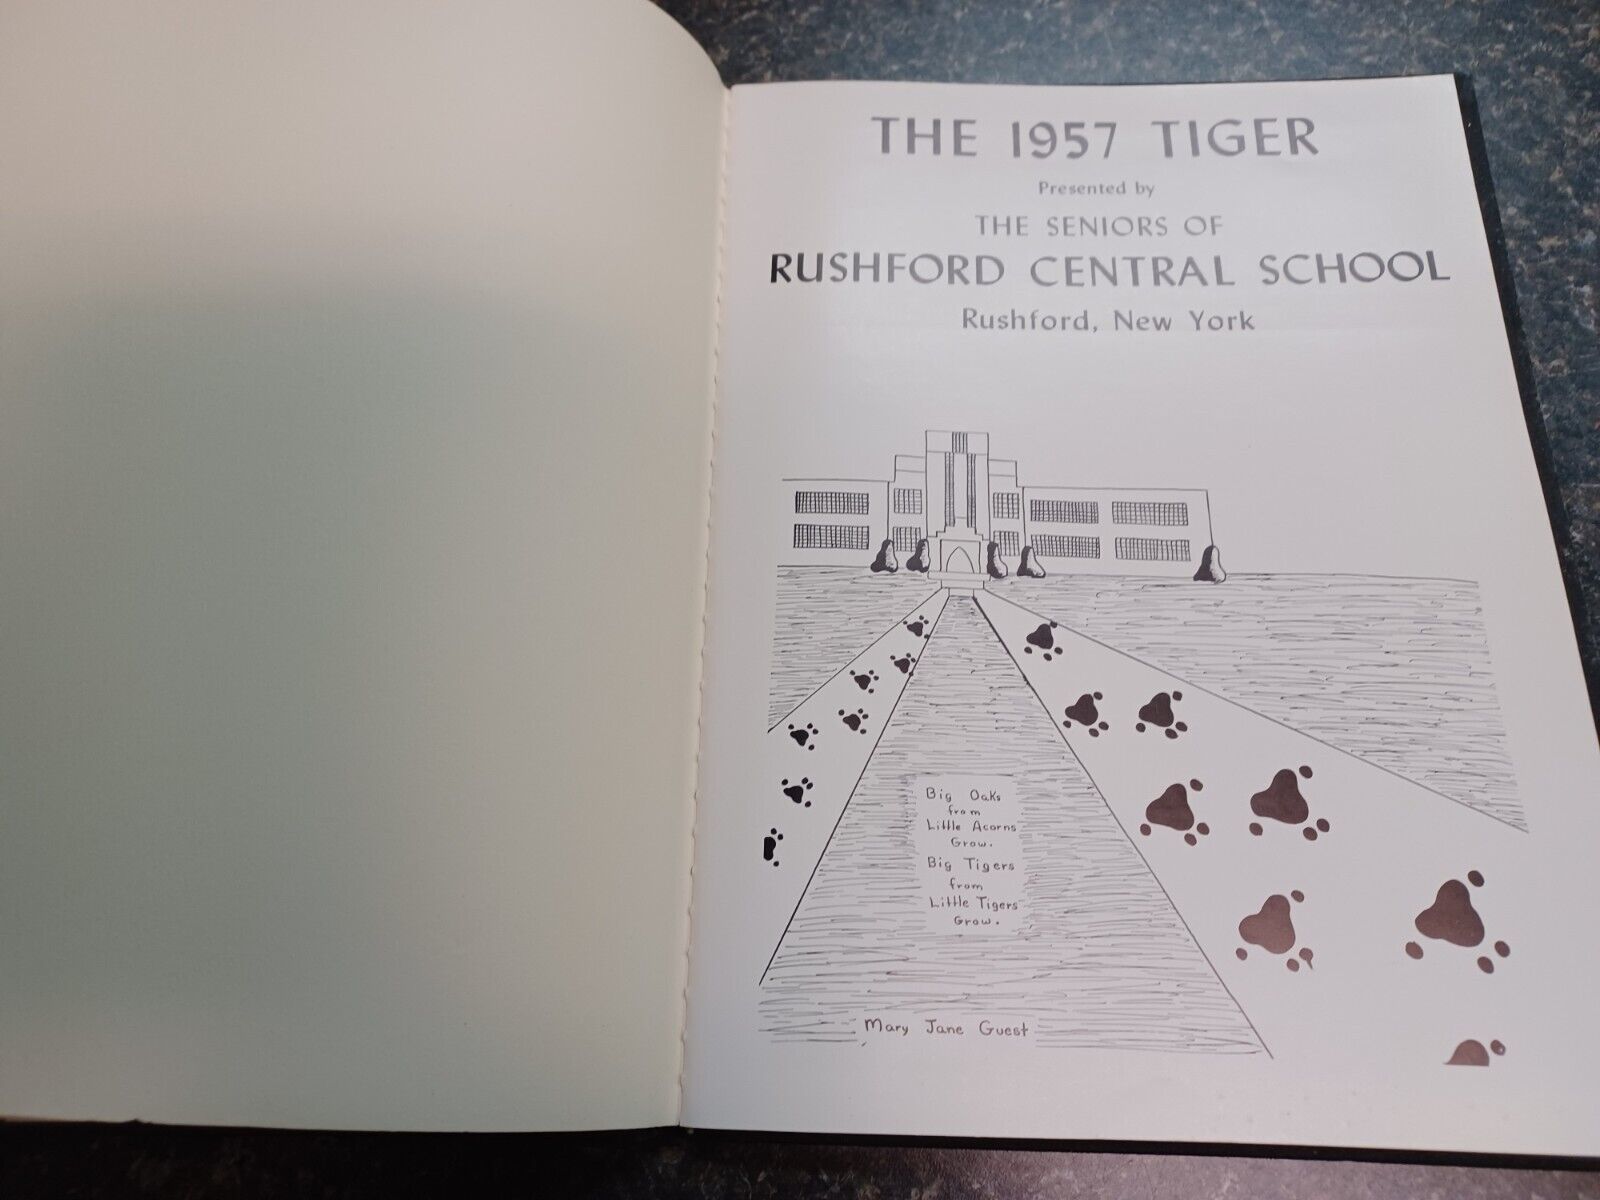 THE 1957 TIGER
Presented by
THE SENIORS OF
RUSHFORD CENTRAL SCHOOL
Rushford, New York
Big Oaks
from
Little Acorns
Grow.
Big Tigers
from
Little Tigers
Grow.
Mary Jane Guest